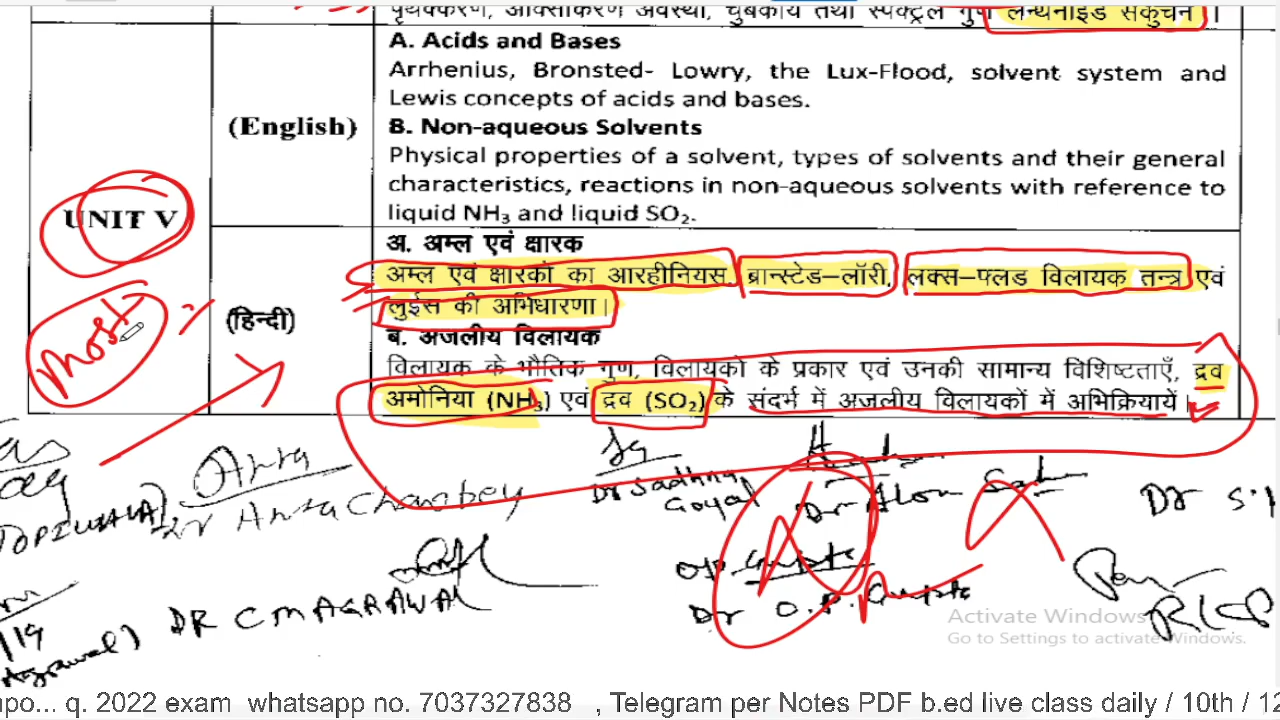 पृथक्करण, आक्सीकरण अवस्था, चुंबकीय तथा स्पेक्ट्रल गुण लेन्थेनाइड संकुचन।
A. Acids and Bases
Arrhenius, Bronsted- Lowry, the Lux-Flood, solvent system and
Lewis concepts of acids and bases.
(English)
B. Non-aqueous Solvents
Physical properties of a solvent, types of solvents and their general
characteristics, reactions in non-aqueous solvents with reference to
liquid NH₃ and liquid SO₂.
UNIT V
अ. अम्ल एवं क्षारक
अम्ल एवं क्षारकों का आरहीनियस, ब्रान्स्टेड–लॉरी, लक्स–फ्लड विलायक तन्त्र एवं
लुईस की अभिधारणा।
(हिन्दी)
most
ब. अजलीय विलायक
विलायक के भौतिक गुण, विलायकों के प्रकार एवं उनकी सामान्य विशिष्टताएँ, द्रव
अमोनिया (NH₃) एवं द्रव (SO₂) के संदर्भ में अजलीय विलायकों में अभिक्रियायें।
Dr Sadhna
Goyal
Dr Alok
TOPIWALA)
DR C M AGRAWAL
O.P. Gupta
Dr O.P. Gupta
Agrawal)
Activate Windows
Go to Settings to activate Windows.
q. 2022 exam whatsapp no. 7037327838 , Telegram per Notes PDF b.ed live class daily / 10th / 12